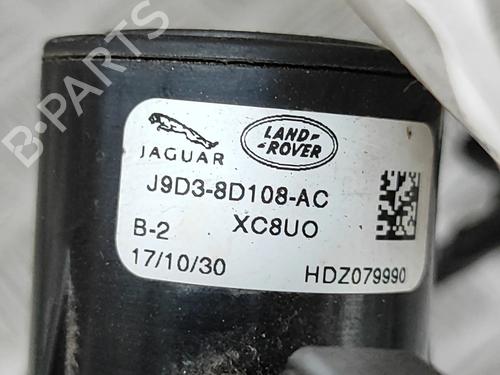 B-PARTS
JAGUAR
LAND-
ROVER
J9D3-8D108-AC
B-2 XC8UO
17/10/30 HDZ079990